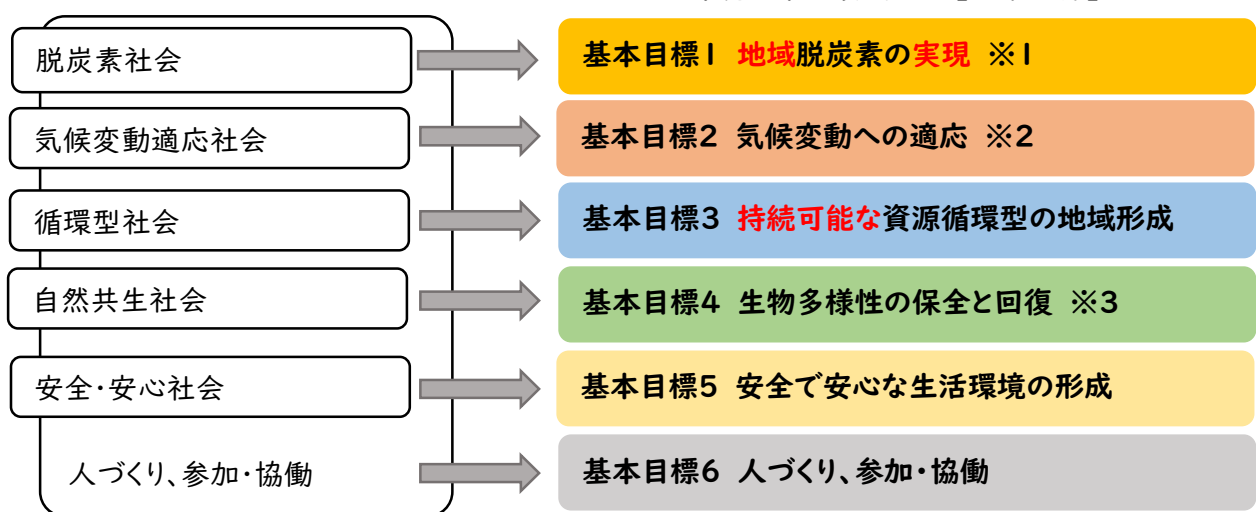 脱炭素社会
基本目標1 地域脱炭素の実現 ※1
気候変動適応社会
基本目標2 気候変動への適応 ※2
循環型社会
基本目標3 持続可能な資源循環型の地域形成
自然共生社会
基本目標4 生物多様性の保全と回復 ※3
安全・安心社会
基本目標5 安全で安心な生活環境の形成
人づくり、参加・協働
基本目標6 人づくり、参加・協働